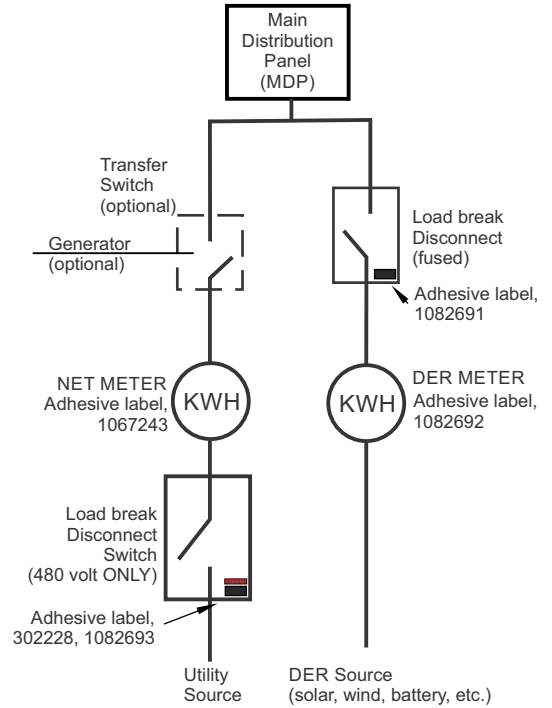 Main
Distribution
Panel
(MDP)
Transfer
Switch
(optional)
Generator
(optional)
Load break
Disconnect
(fused)
Adhesive label,
1082691
NET METER
Adhesive label,
1067243
KWH
KWH
DER METER
Adhesive label,
1082692
Load break
Disconnect
Switch
(480 volt ONLY)
Adhesive label,
302228, 1082693
Utility
Source
DER Source
(solar, wind, battery, etc.)